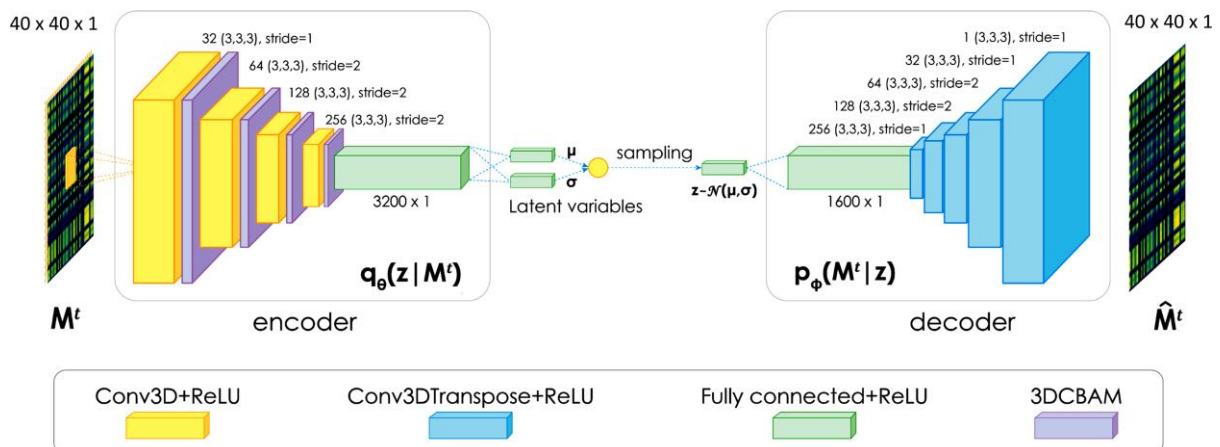 40 x 40 x 1
32 (3,3,3), stride=1
64 (3,3,3), stride=2
128 (3,3,3), stride=2
256 (3,3,3), stride=2
3200 x 1
μ
σ
Latent variables
sampling
z~𝒩(μ,σ)
1 (3,3,3), stride=1
32 (3,3,3), stride=1
64 (3,3,3), stride=2
128 (3,3,3), stride=2
256 (3,3,3), stride=1
1600 x 1
40 x 40 x 1
qθ(z|Mᵗ)
pϕ(Mᵗ|z)
Mᵗ
encoder
decoder
M̂ᵗ
Conv3D+ReLU
Conv3DTranspose+ReLU
Fully connected+ReLU
3DCBAM